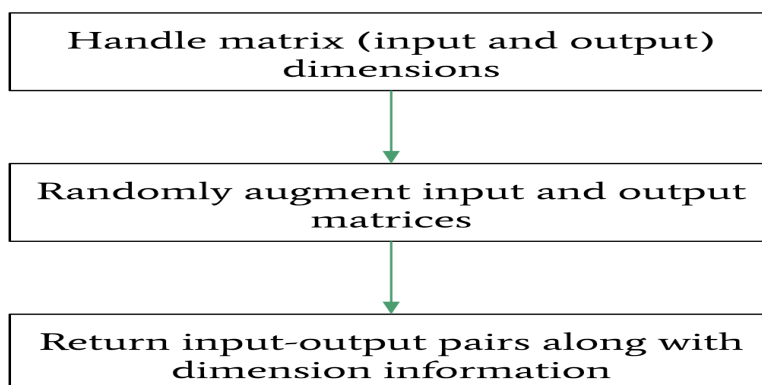 Handle matrix (input and output)
dimensions
Randomly augment input and output
matrices
Return input-output pairs along with
dimension information